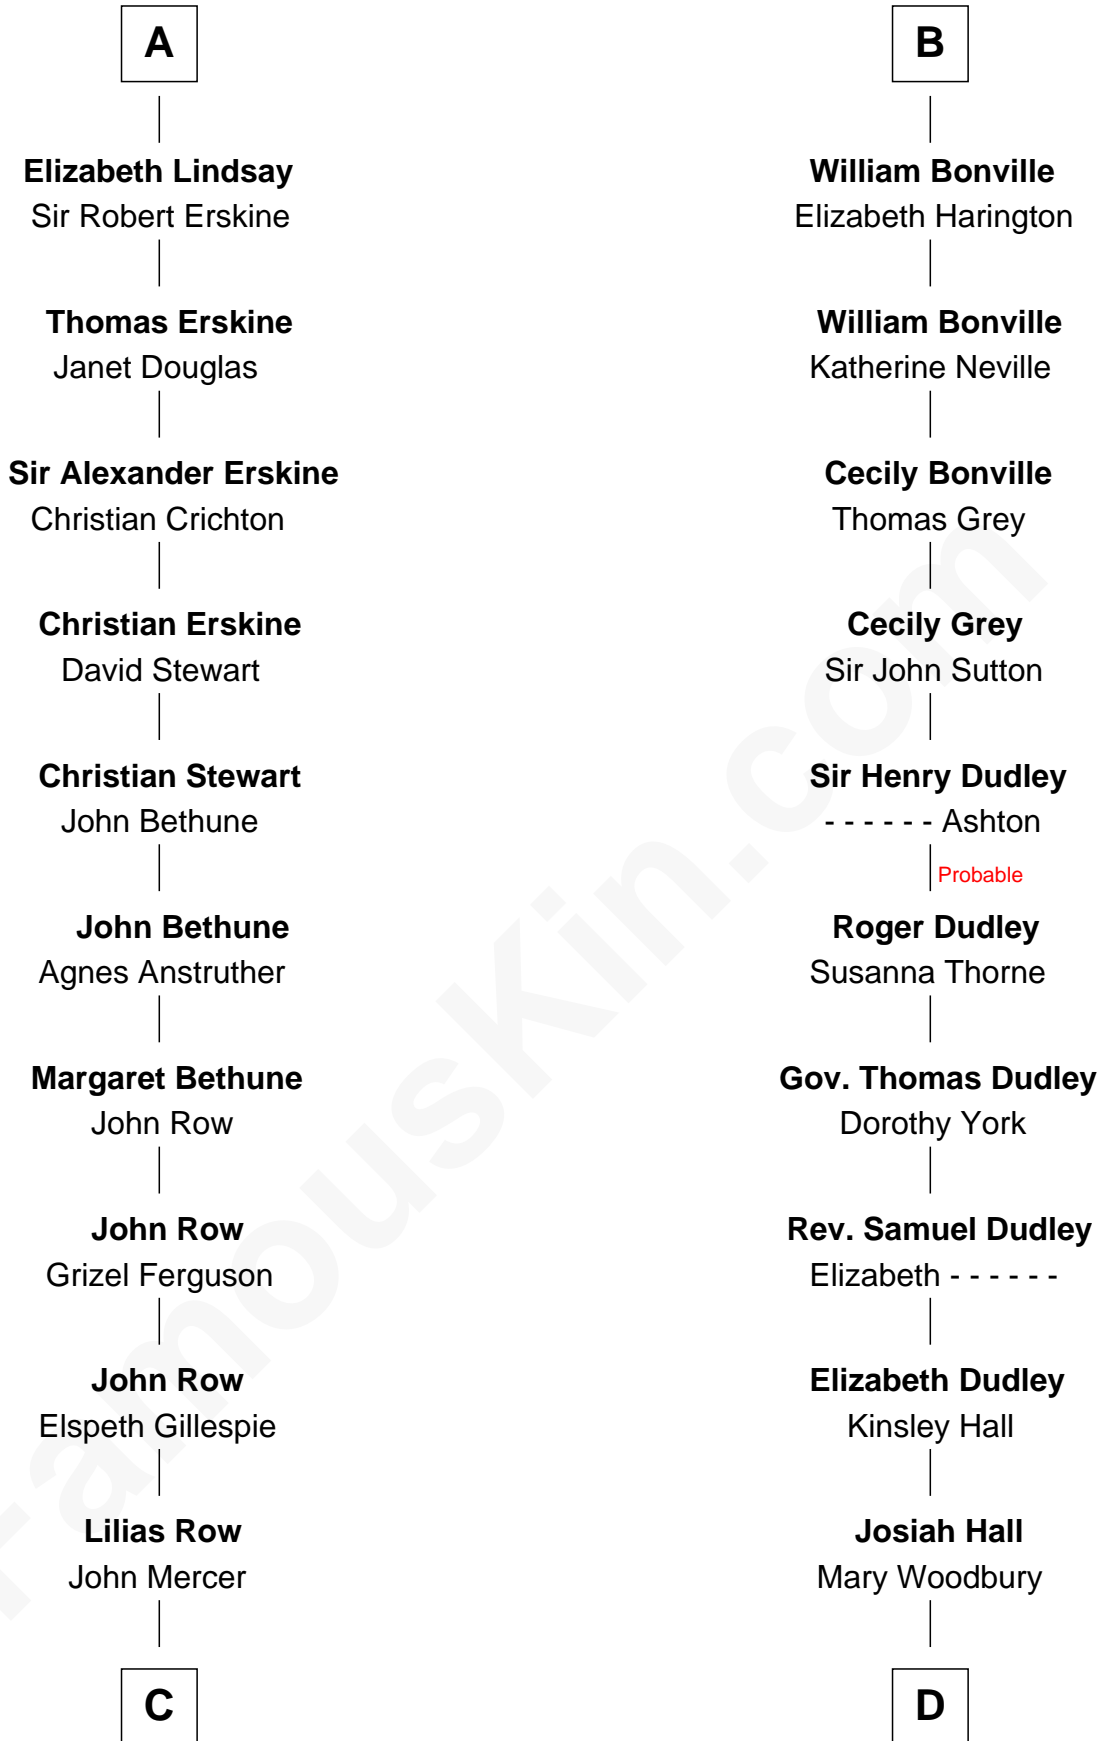 A
Elizabeth Lindsay
Sir Robert Erskine
Thomas Erskine
Janet Douglas
Sir Alexander Erskine
Christian Crichton
Christian Erskine
David Stewart
Christian Stewart
John Bethune
John Bethune
Agnes Anstruther
Margaret Bethune
John Row
John Row
Grizel Ferguson
John Row
Elspeth Gillespie
Lilias Row
John Mercer
C
B
William Bonville
Elizabeth Harington
William Bonville
Katherine Neville
Cecily Bonville
Thomas Grey
Cecily Grey
Sir John Sutton
Sir Henry Dudley
- - - - - - Ashton
Probable
Roger Dudley
Susanna Thorne
Gov. Thomas Dudley
Dorothy York
Rev. Samuel Dudley
Elizabeth - - - - - -
Elizabeth Dudley
Kinsley Hall
Josiah Hall
Mary Woodbury
D
FamousKin.com